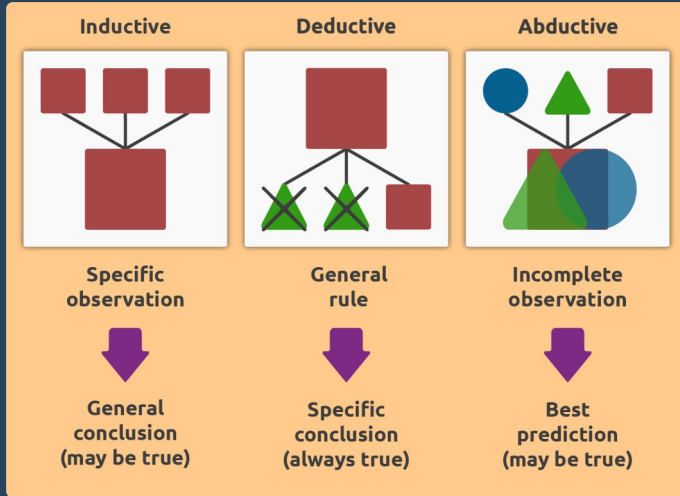 Inductive
Deductive
Abductive
Specific
observation
General
rule
Incomplete
observation
General
conclusion
(may be true)
Specific
conclusion
(always true)
Best
prediction
(may be true)